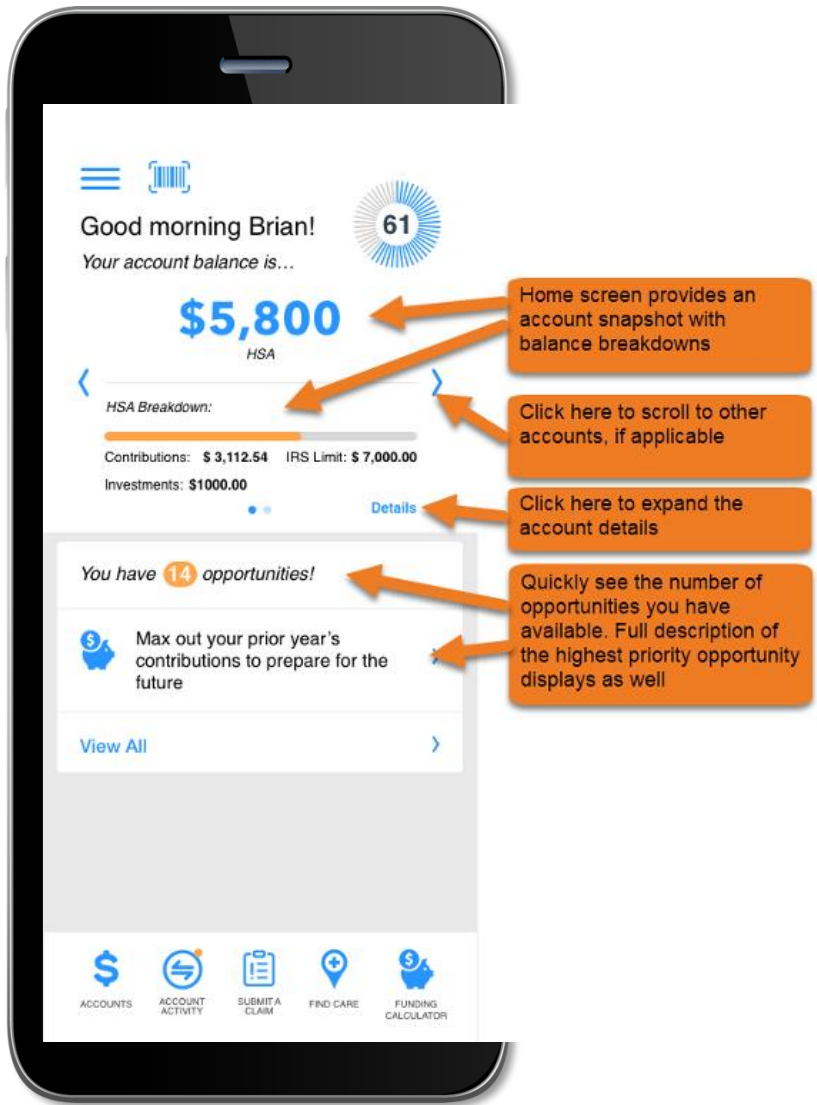 Good morning Brian!
61
Your account balance is...
$5,800
HSA
HSA Breakdown:
Contributions: $ 3,112.54 IRS Limit: $ 7,000.00
Investments: $1000.00
Details
You have 14 opportunities!
Max out your prior year's
contributions to prepare for the
future
View All
ACCOUNTS
ACCOUNT
ACTIVITY
SUBMIT A
CLAIM
FIND CARE
FUNDING
CALCULATOR
Home screen provides an
account snapshot with
balance breakdowns
Click here to scroll to other
accounts, if applicable
Click here to expand the
account details
Quickly see the number of
opportunities you have
available. Full description of
the highest priority opportunity
displays as well